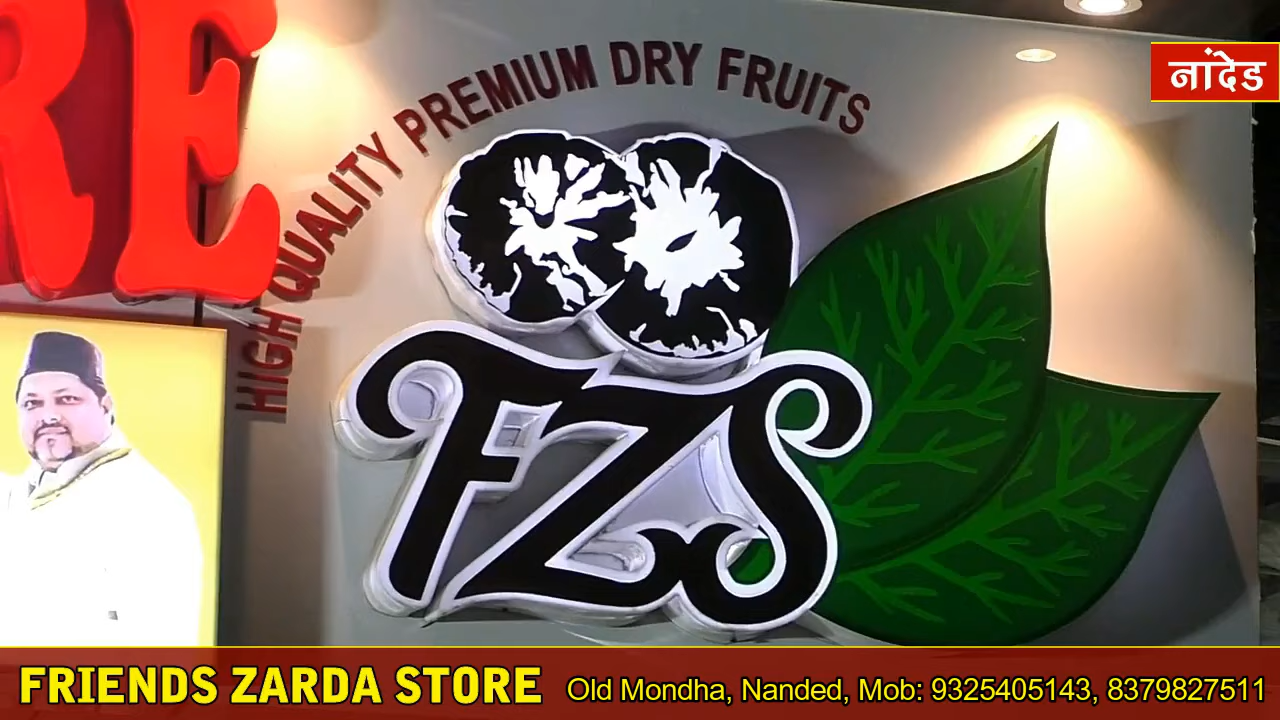 RE
HIGH QUALITY PREMIUM DRY FRUITS
नांदेड
FZS
FRIENDS ZARDA STORE Old Mondha, Nanded, Mob: 9325405143, 8379827511